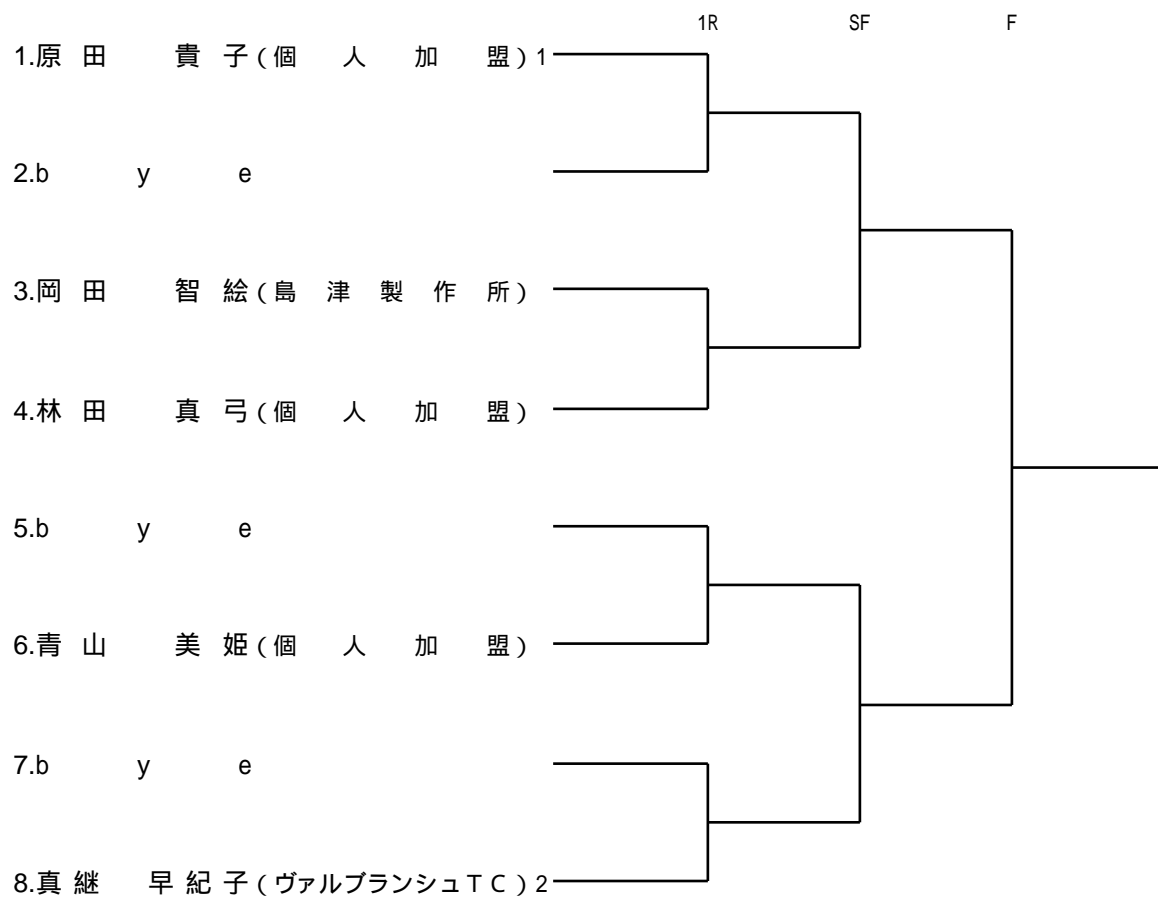 1R SF F
1.原田 貴子(個人加盟)1
2.bye
3.岡田 智絵(島津製作所)
4.林田 真弓(個人加盟)
5.bye
6.青山 美姫(個人加盟)
7.bye
8.真継 早紀子(ヴァルブランシュTC)2